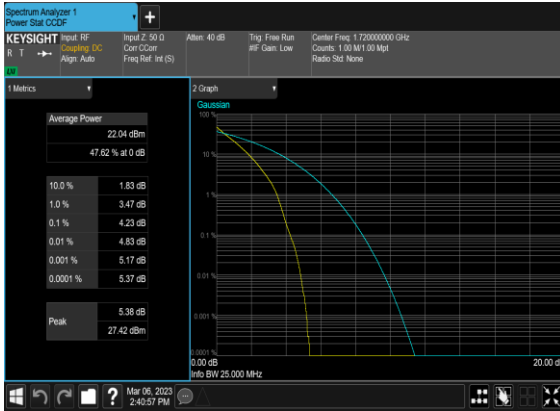 Spectrum Analyzer 1
Power Stat CCDF
+
KEYSIGHT
R T
Input: RF
Coupling: DC
Align: Auto
Input Z: 50 Ω
Corr CCorr
Freq Ref: Int (S)
Atten: 40 dB
Trig: Free Run
#IF Gain: Low
Center Freq: 1.720000000 GHz
Counts: 1.00 M/1.00 Mpt
Radio Std: None
1 Metrics
Average Power
22.04 dBm
47.62 % at 0 dB
10.0 % 1.83 dB
1.0 % 3.47 dB
0.1 % 4.23 dB
0.01 % 4.83 dB
0.001 % 5.17 dB
0.0001 % 5.37 dB
Peak
5.38 dB
27.42 dBm
2 Graph
Gaussian
100 %
10 %
1 %
0.1 %
0.01 %
0.001 %
0.0001 %
0.00 dB
20.00 d
Info BW 25.000 MHz
?
Mar 06, 2023
2:40:57 PM